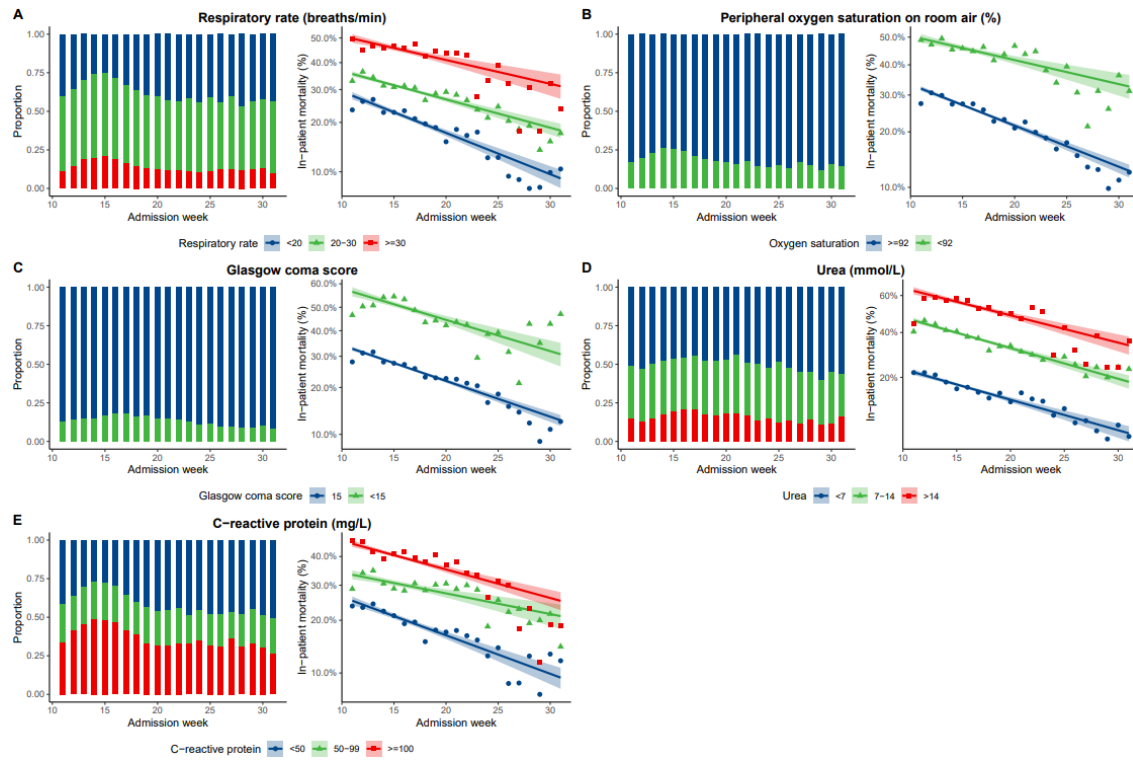 A
Respiratory rate (breaths/min)
Proportion
1.00
0.75
0.50
0.25
0.00
10 15 20 25 30
Admission week
In−patient mortality (%)
50.0%
30.0%
20.0%
10.0%
10 15 20 25 30
Admission week
Respiratory rate <20 20−30 >=30
B
Peripheral oxygen saturation on room air (%)
Proportion
1.00
0.75
0.50
0.25
0.00
10 15 20 25 30
Admission week
In−patient mortality (%)
50.0%
40.0%
30.0%
20.0%
10.0%
10 15 20 25 30
Admission week
Oxygen saturation >=92 <92
C
Glasgow coma score
Proportion
1.00
0.75
0.50
0.25
0.00
10 15 20 25 30
Admission week
In−patient mortality (%)
60.0%
50.0%
40.0%
30.0%
20.0%
10.0%
10 15 20 25 30
Admission week
Glasgow coma score 15 <15
D
Urea (mmol/L)
Proportion
1.00
0.75
0.50
0.25
0.00
10 15 20 25 30
Admission week
In−patient mortality (%)
60%
40%
20%
10 15 20 25 30
Admission week
Urea <7 7−14 >14
E
C−reactive protein (mg/L)
Proportion
1.00
0.75
0.50
0.25
0.00
10 15 20 25 30
Admission week
In−patient mortality (%)
40.0%
30.0%
20.0%
10.0%
10 15 20 25 30
Admission week
C−reactive protein <50 50−99 >=100